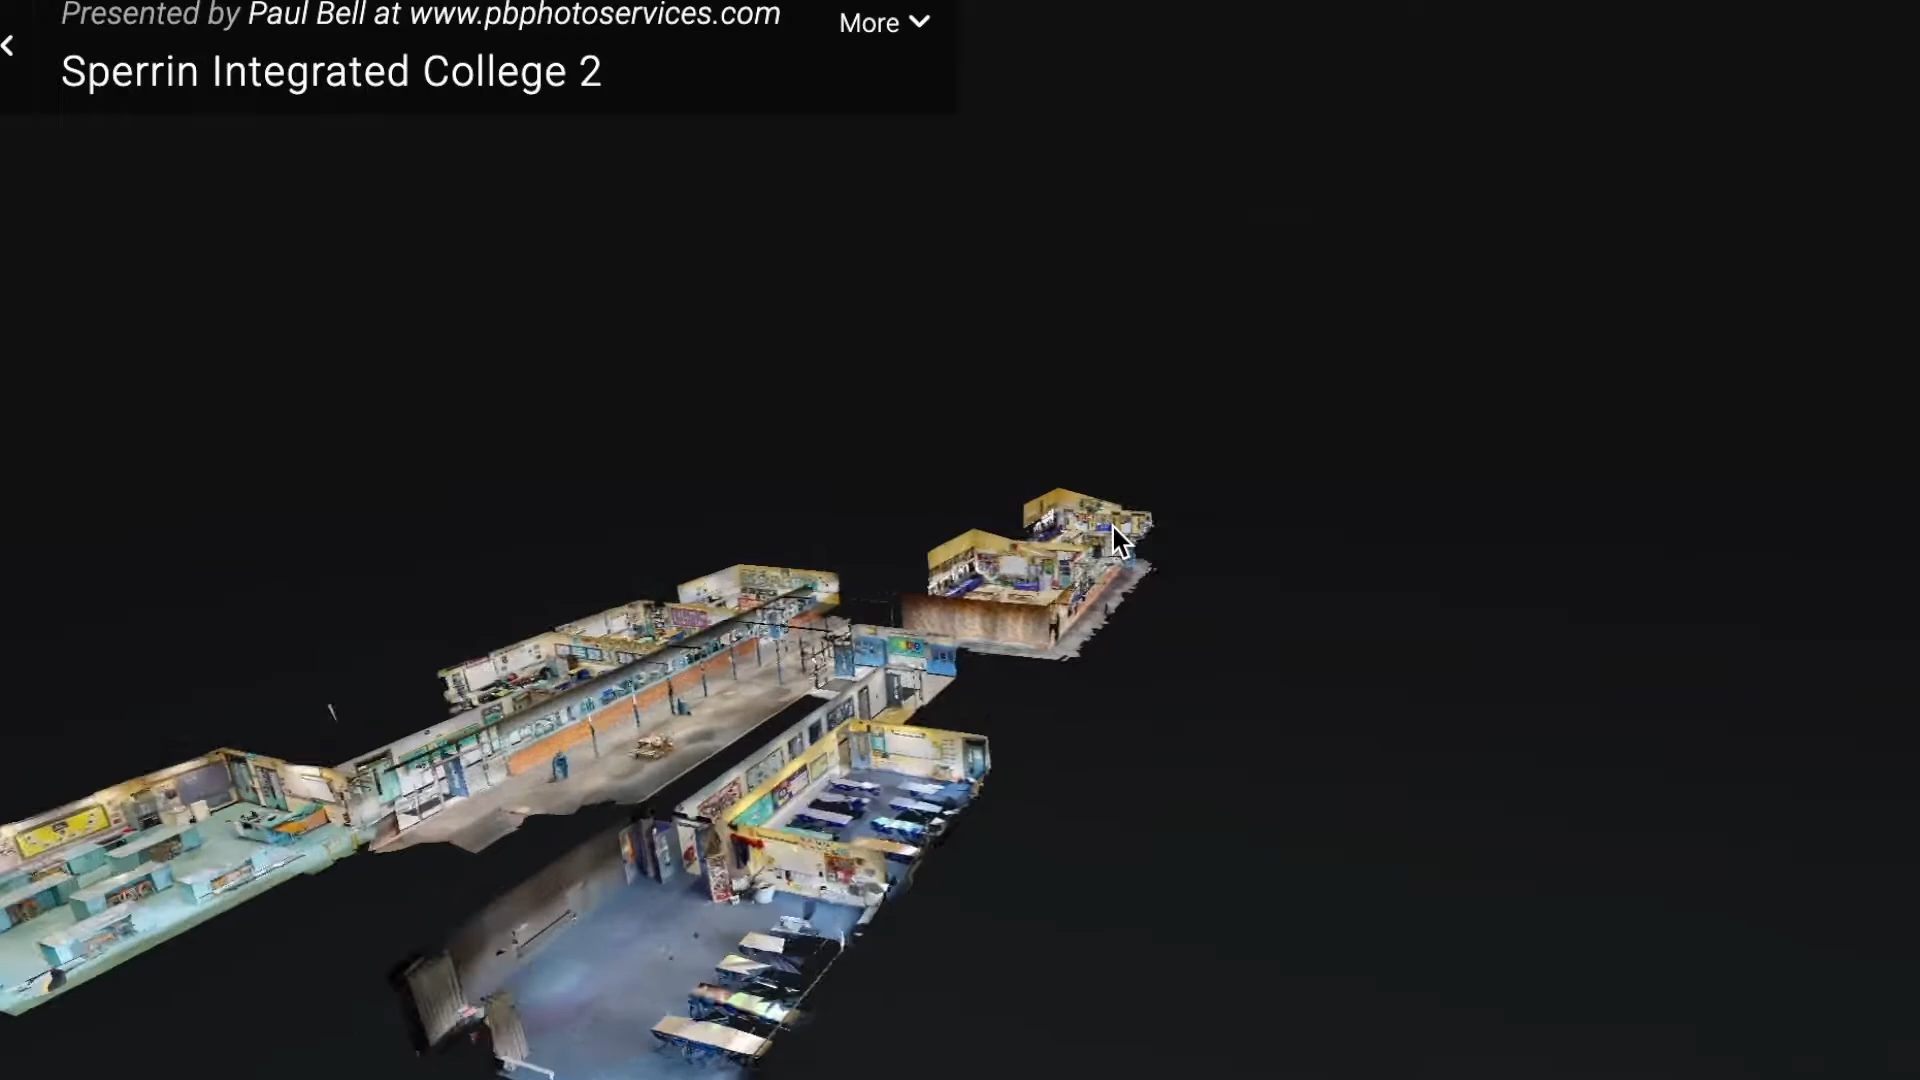 Presented by Paul Bell at www.pbphotoservices.com
More
Sperrin Integrated College 2